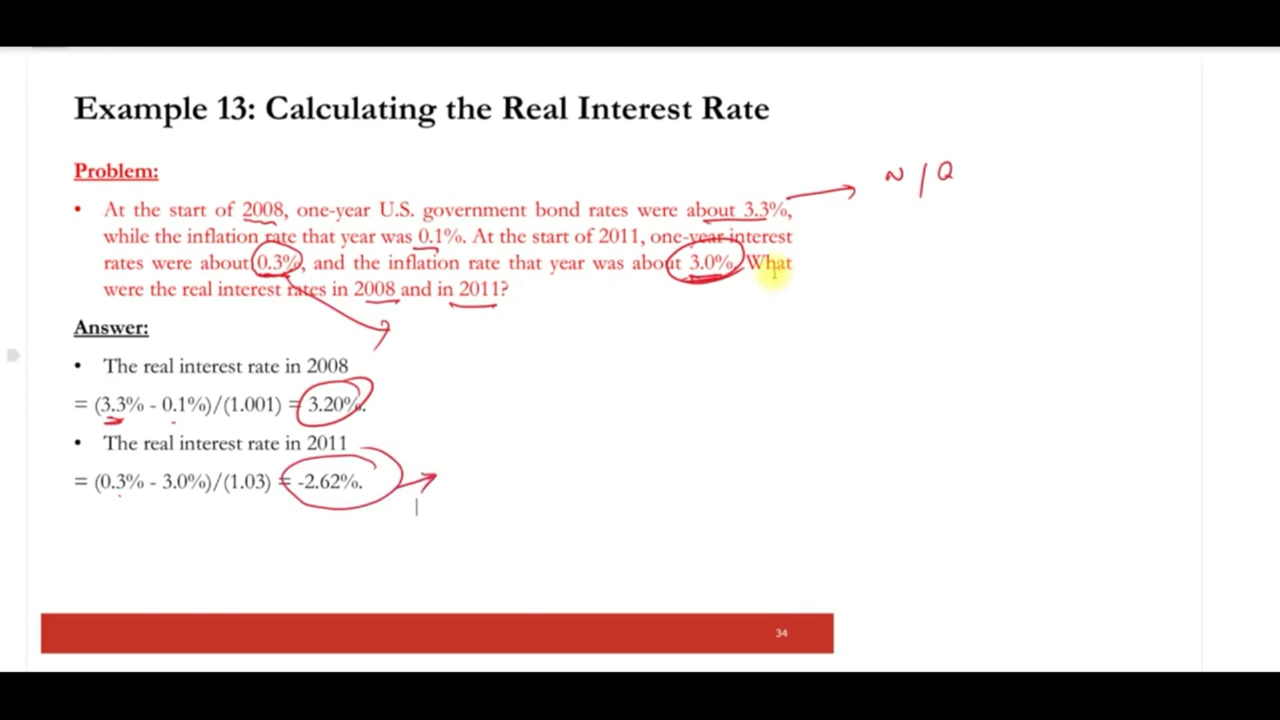 Example 13: Calculating the Real Interest Rate
Problem:
N / Q
• At the start of 2008, one-year U.S. government bond rates were about 3.3%,
while the inflation rate that year was 0.1%. At the start of 2011, one-year interest
rates were about 0.3%, and the inflation rate that year was about 3.0%. What
were the real interest rates in 2008 and in 2011?
Answer:
• The real interest rate in 2008
= (3.3% - 0.1%)/(1.001) = 3.20%.
• The real interest rate in 2011
= (0.3% - 3.0%)/(1.03) = -2.62%.
34